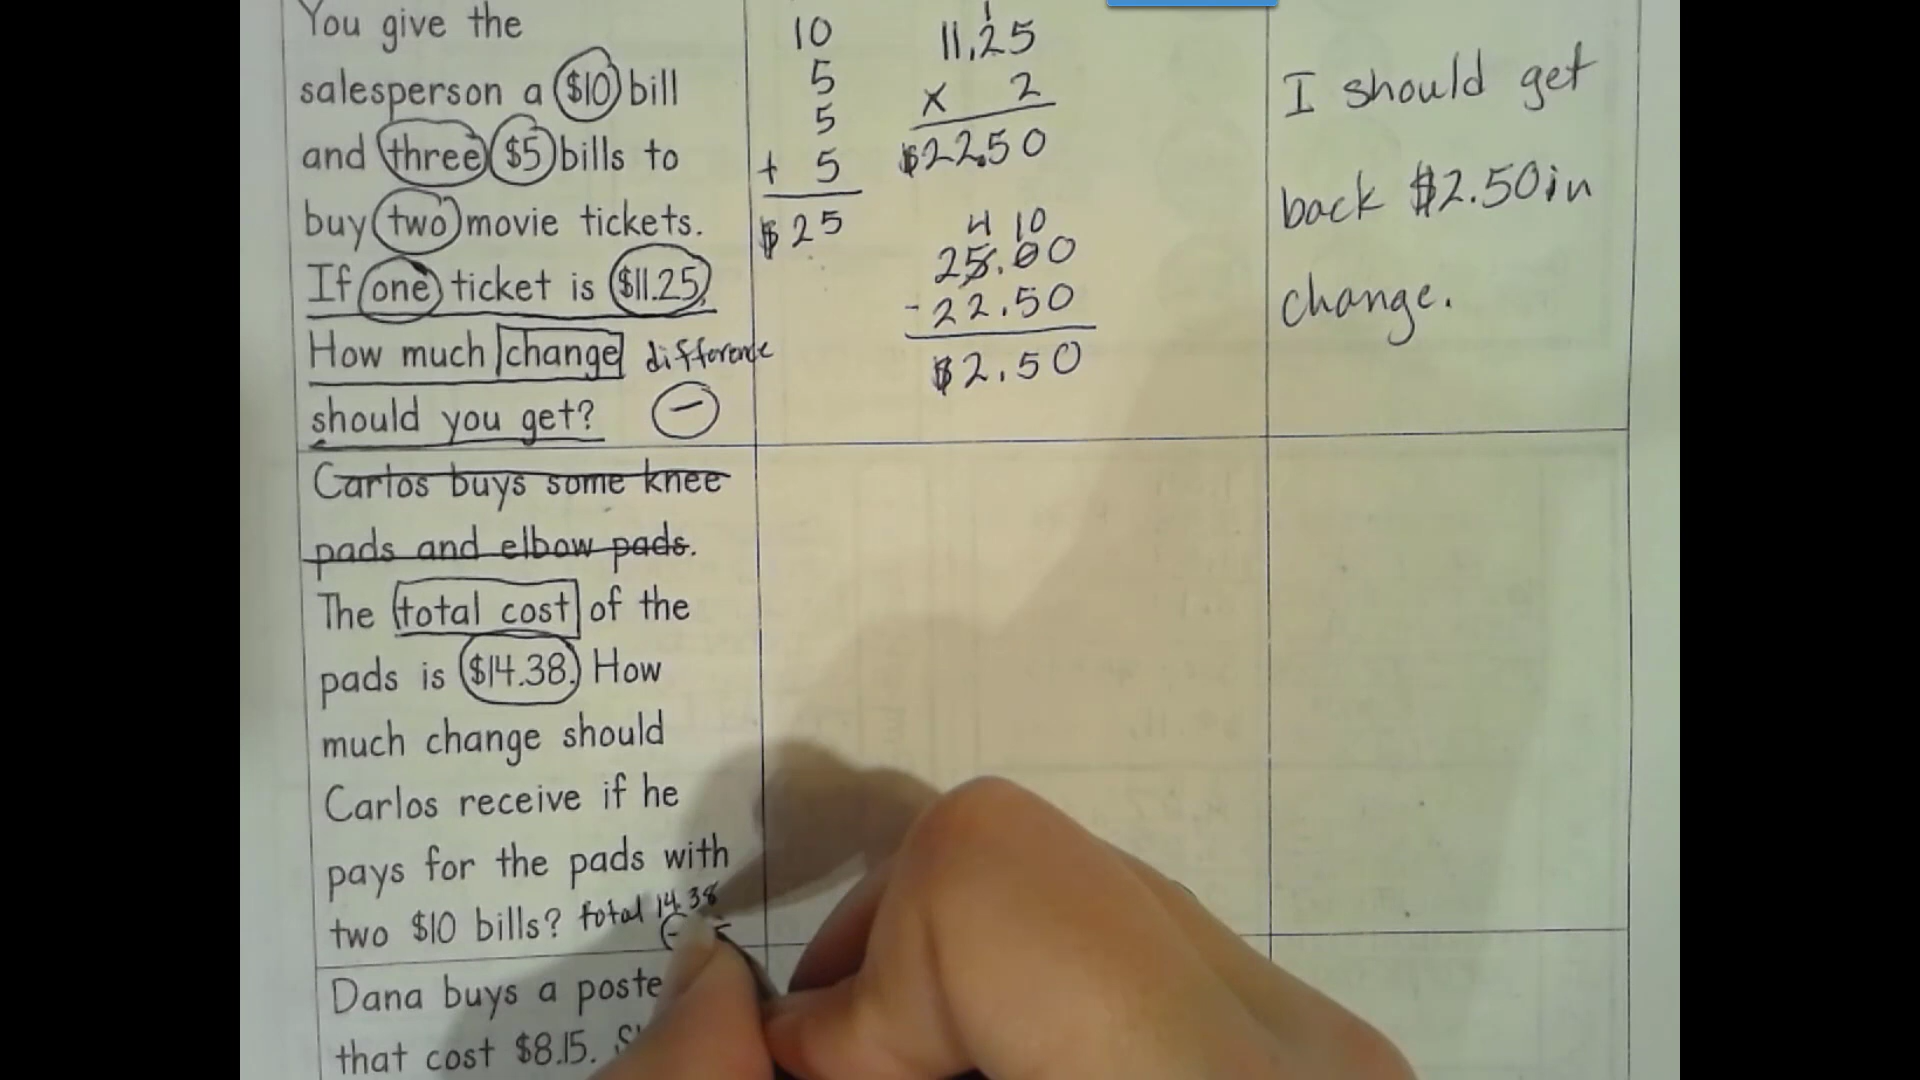 You give the
salesperson a $10 bill
and three $5 bills to
buy two movie tickets.
If one ticket is $11.25.
How much change difference
should you get? −
10
5
5
+ 5
$25
1
11.25
x 2
$22.50
4 10
25.00
- 22.50
$2.50
I should get
back $2.50 in
change.
Carlos buys some knee
pads and elbow pads.
The total cost of the
pads is $14.38. How
much change should
Carlos receive if he
pays for the pads with
two $10 bills? total 14.38
Dana buys a poste
that cost $8.15.